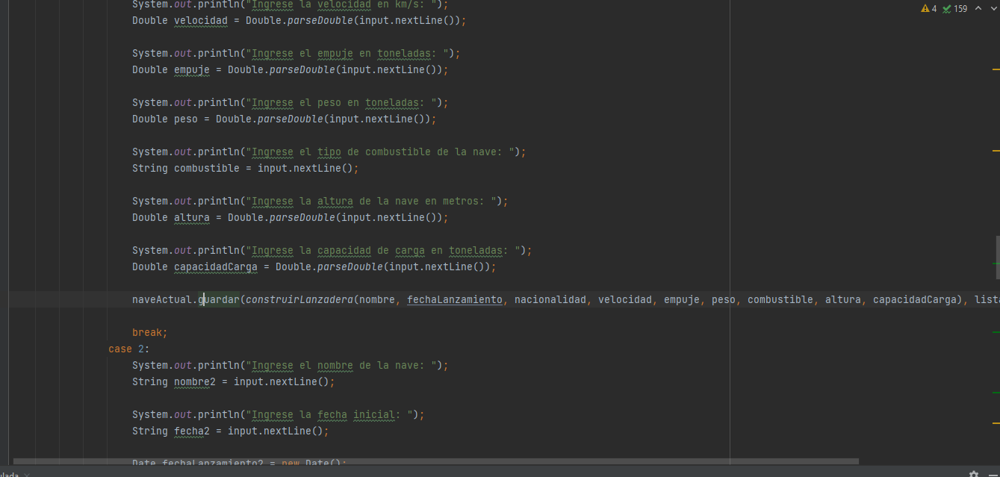 System.out.println("Ingrese la velocidad en km/s: ");
4 159
Double velocidad = Double.parseDouble(input.nextLine());
System.out.println("Ingrese el empuje en toneladas: ");
Double empuje = Double.parseDouble(input.nextLine());
System.out.println("Ingrese el peso en toneladas: ");
Double peso = Double.parseDouble(input.nextLine());
System.out.println("Ingrese el tipo de combustible de la nave: ");
String combustible = input.nextLine();
System.out.println("Ingrese la altura de la nave en metros: ");
Double altura = Double.parseDouble(input.nextLine());
System.out.println("Ingrese la capacidad de carga en toneladas: ");
Double capacidadCarga = Double.parseDouble(input.nextLine());
naveActual.guardar(construirLanzadera(nombre, fechaLanzamiento, nacionalidad, velocidad, empuje, peso, combustible, altura, capacidadCarga),
break;
case 2:
System.out.println("Ingrese el nombre de la nave: ");
String nombre2 = input.nextLine();
System.out.println("Ingrese la fecha inicial: ");
String fecha2 = input.nextLine();
Date fechaLanzamiento2 = new Date();